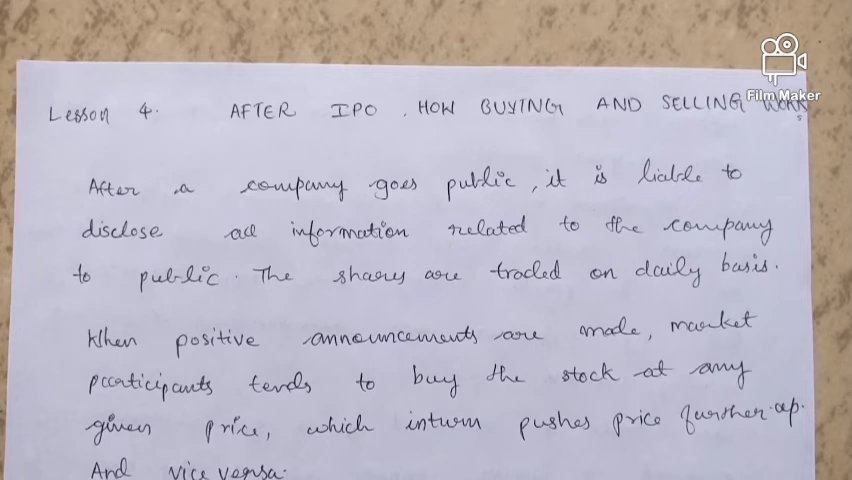 Film Maker
Lesson 4. AFTER IPO. HOW BUYING AND SELLING WORK
After a company goes public, it is liable to
disclose all information related to the company
to public. The shares are traded on daily basis.
When positive announcements are made, market
participants tends to buy the stock at any
given price, which inturn pushes price further up.
And vice versa.